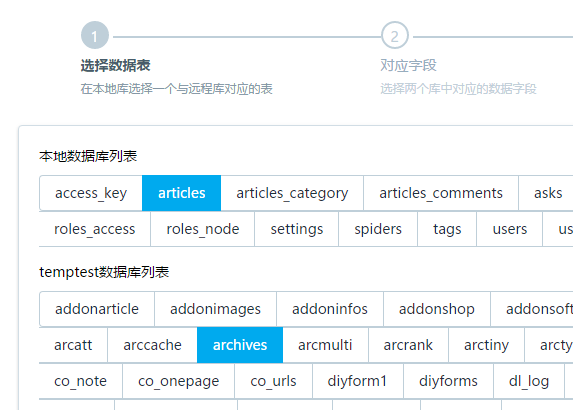 1 2
选择数据表 对应字段
在本地库选择一个与远程库对应的表 选择两个库中对应的数据字段
本地数据库列表
access_key articles articles_category articles_comments asks
roles_access roles_node settings spiders tags users us
temptest数据库列表
addonarticle addonimages addoninfos addonshop addonsoft
arcatt arccache archives arcmulti arcrank arctiny arcty
co_note co_onepage co_urls diyform1 diyforms dl_log